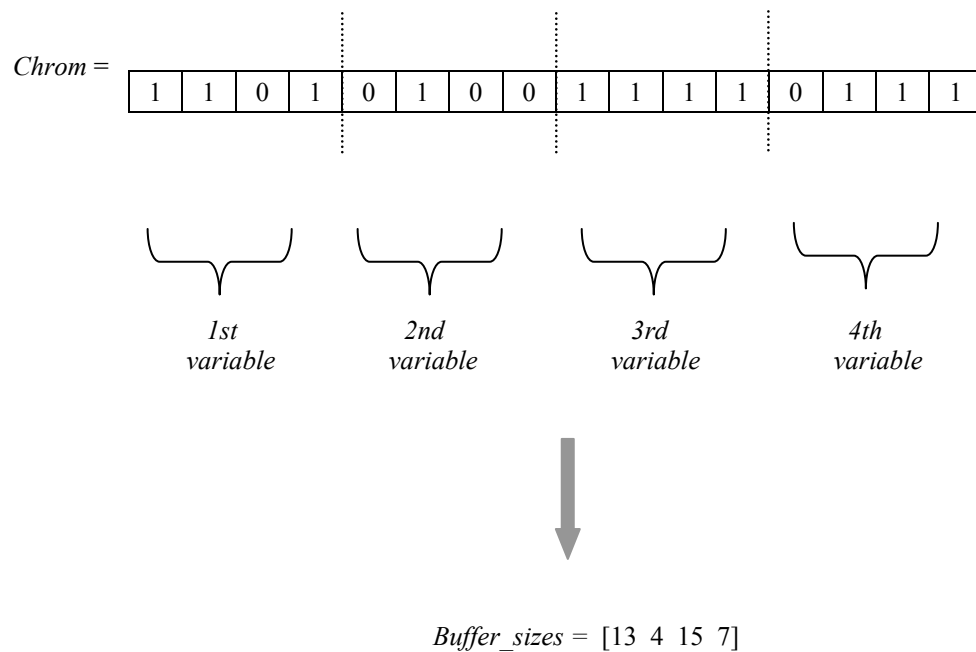 Chrom =
1 1 0 1 0 1 0 0 1 1 1 1 0 1 1 1
1st variable
2nd variable
3rd variable
4th variable
Buffer_sizes = [13 4 15 7]